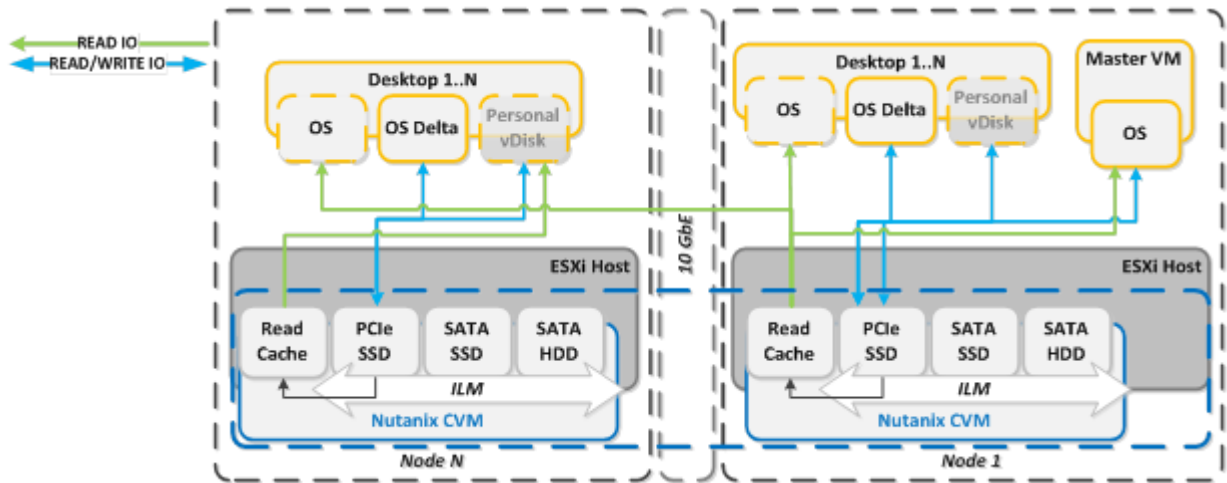 READ IO
READ/WRITE IO
Desktop 1..N
OS
OS Delta
Personal
vDisk
ESXi Host
Read
Cache
PCIe
SSD
SATA
SSD
SATA
HDD
ILM
Nutanix CVM
Node N
10 GbE
Desktop 1..N
OS
OS Delta
Personal
vDisk
Master VM
OS
ESXi Host
Read
Cache
PCIe
SSD
SATA
SSD
SATA
HDD
ILM
Nutanix CVM
Node 1